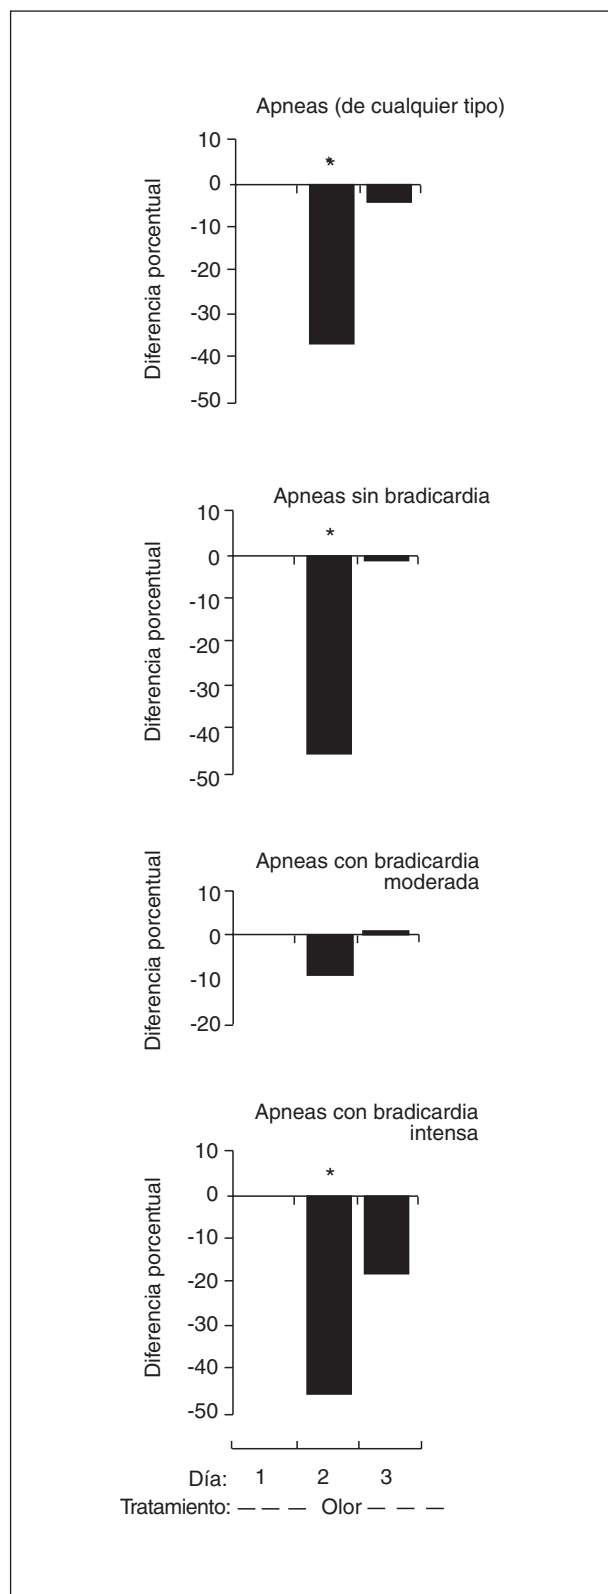 Apneas (de cualquier tipo)
10
*
0
-10
-20
-30
-40
-50
Diferencia porcentual
Apneas sin bradicardia
10
*
0
-10
-20
-30
-40
-50
Diferencia porcentual
Apneas con bradicardia
moderada
10
0
-10
-20
Diferencia porcentual
Apneas con bradicardia
intensa
10
*
0
-10
-20
-30
-40
-50
Diferencia porcentual
Día: 1 2 3
Tratamiento: — — — Olor — — —